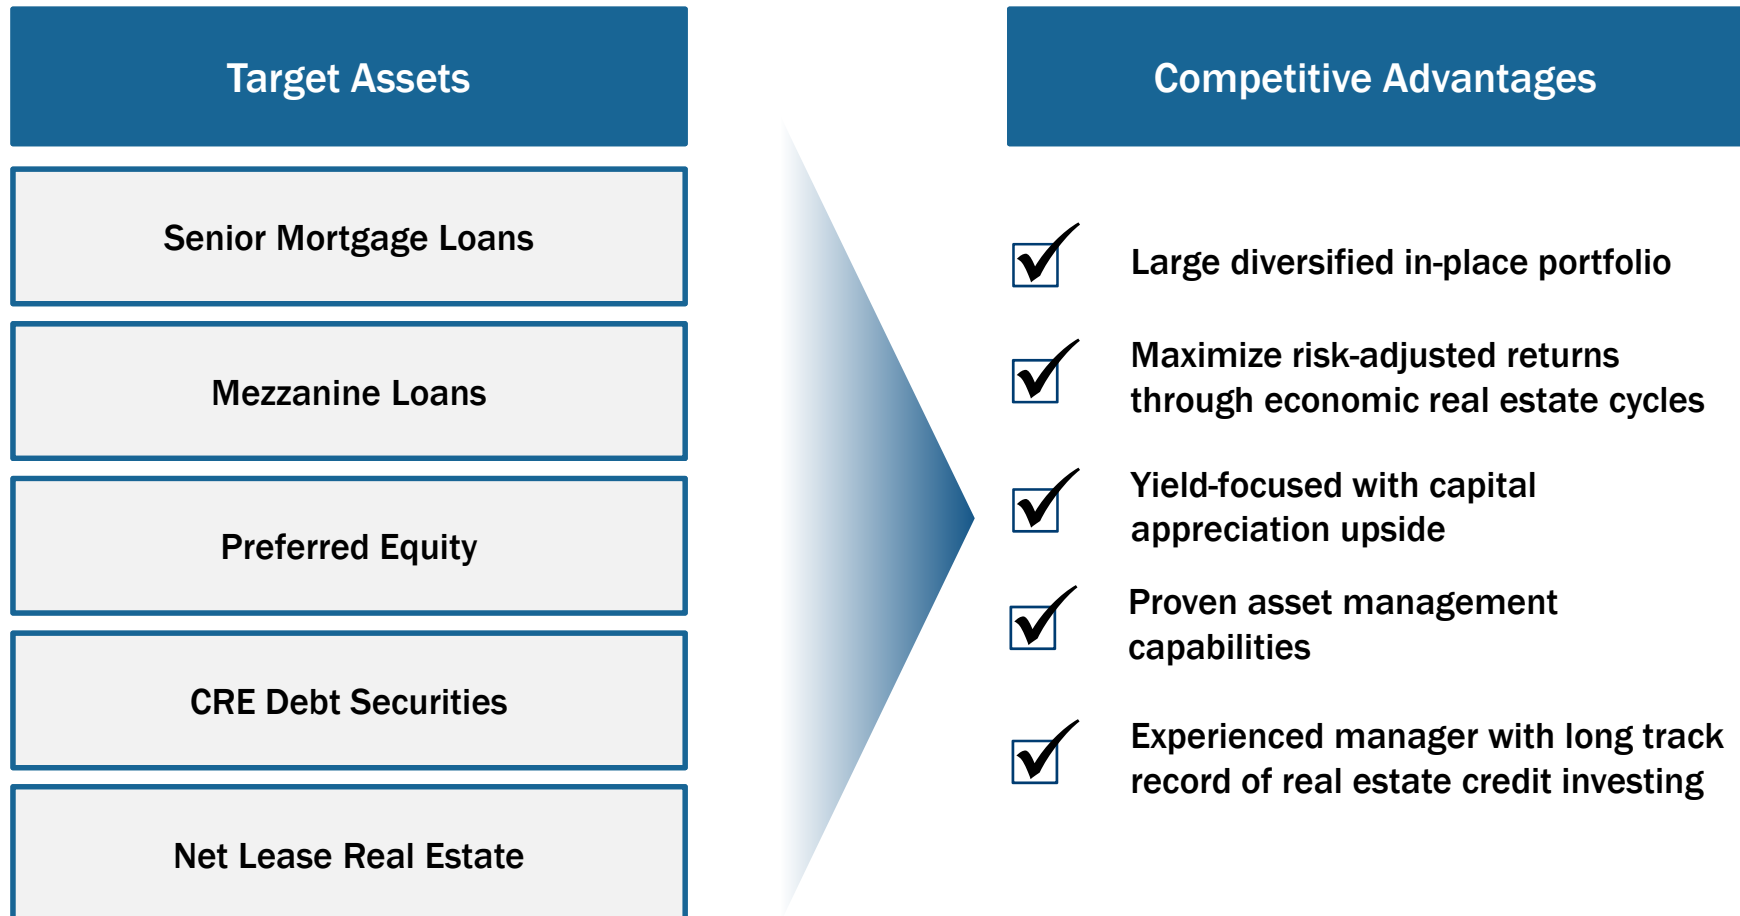 Target Assets
Senior Mortgage Loans
Mezzanine Loans
Preferred Equity
CRE Debt Securities
Net Lease Real Estate
Competitive Advantages
Large diversified in-place portfolio
Maximize risk-adjusted returns
through economic real estate cycles
Yield-focused with capital
appreciation upside
Proven asset management
capabilities
Experienced manager with long track
record of real estate credit investing